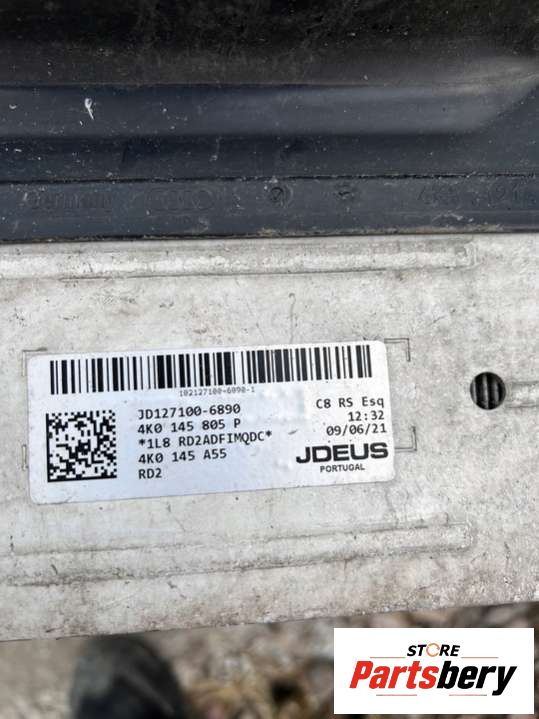 Germany
102127100-6890-1
JD127100-6890
4K0 145 805 P
*1L8 RD2ADFIMQDC*
4K0 145 A55
RD2
C8 RS Esq
12:32
09/06/21
JDEUS
PORTUGAL
STORE
Partsbery